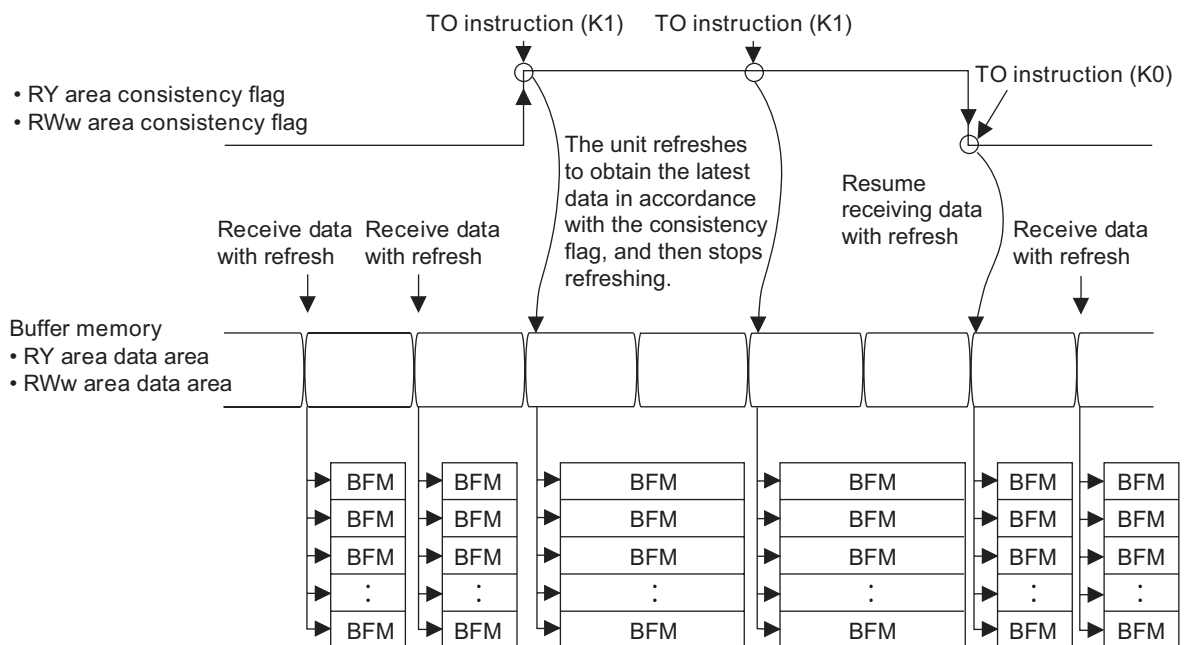 TO instruction (K1) TO instruction (K1)
TO instruction (K0)
• RY area consistency flag
• RWw area consistency flag
The unit refreshes
to obtain the latest
data in accordance
with the consistency
flag, and then stops
refreshing.
Resume
receiving data
with refresh
Receive data
with refresh
Receive data
with refresh
Receive data
with refresh
Buffer memory
• RY area data area
• RWw area data area
BFM BFM BFM BFM BFM BFM
BFM BFM BFM BFM BFM BFM
BFM BFM BFM BFM BFM BFM
: : : : : :
BFM BFM BFM BFM BFM BFM